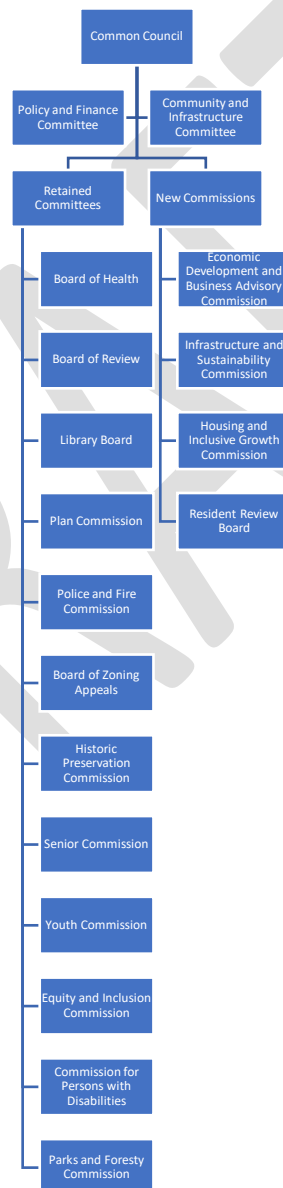 Common Council
Policy and Finance
Committee
Community and
Infrastructure
Committee
Retained
Committees
New Commissions
Board of Health
Board of Review
Library Board
Plan Commission
Police and Fire
Commission
Board of Zoning
Appeals
Historic
Preservation
Commission
Senior Commission
Youth Commission
Equity and Inclusion
Commission
Commission for
Persons with
Disabilities
Parks and Foresty
Commission
Economic
Development and
Business Advisory
Commission
Infrastructure and
Sustainability
Commission
Housing and
Inclusive Growth
Commission
Resident Review
Board